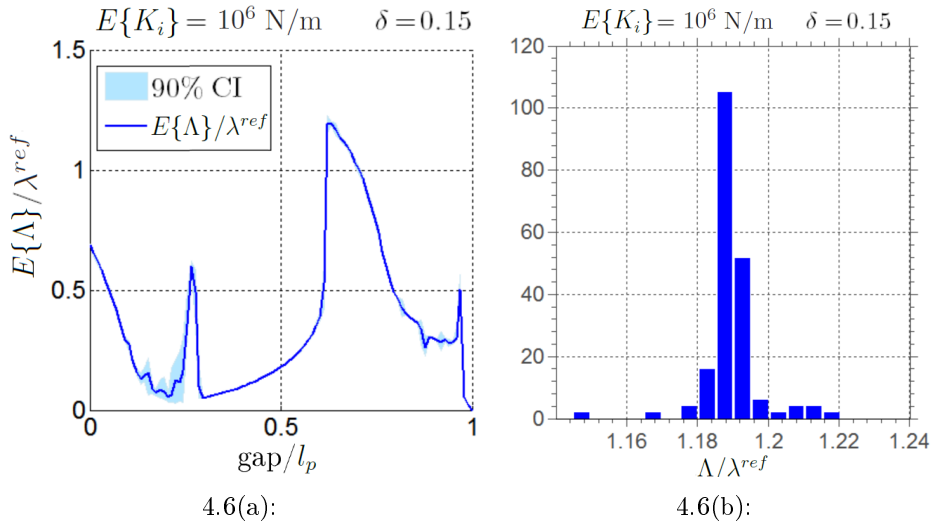 E{K_i} = 10^6 N/m δ = 0.15
1.5
1
0.5
0
90% CI
E{Λ}/λ^{ref}
E{Λ}/λ^{ref}
0 0.5 1
gap/l_p
4.6(a):
E{K_i} = 10^6 N/m δ = 0.15
120
100
80
60
40
20
0
1.16 1.18 1.2 1.22 1.24
Λ/λ^{ref}
4.6(b):